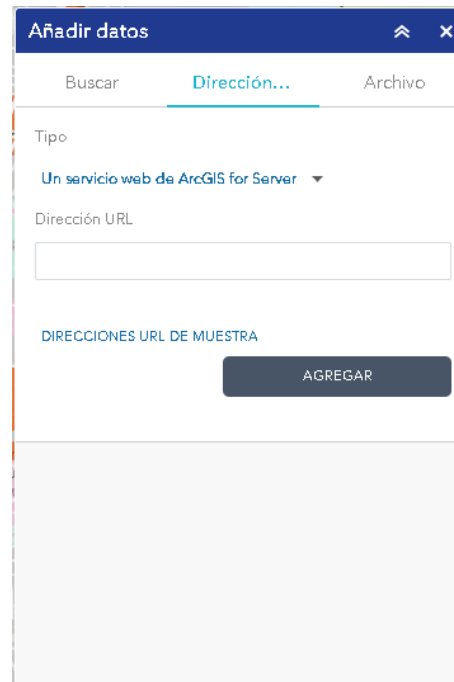 Añadir datos
Buscar Dirección... Archivo
Tipo
Un servicio web de ArcGIS for Server
Dirección URL
DIRECCIONES URL DE MUESTRA
AGREGAR